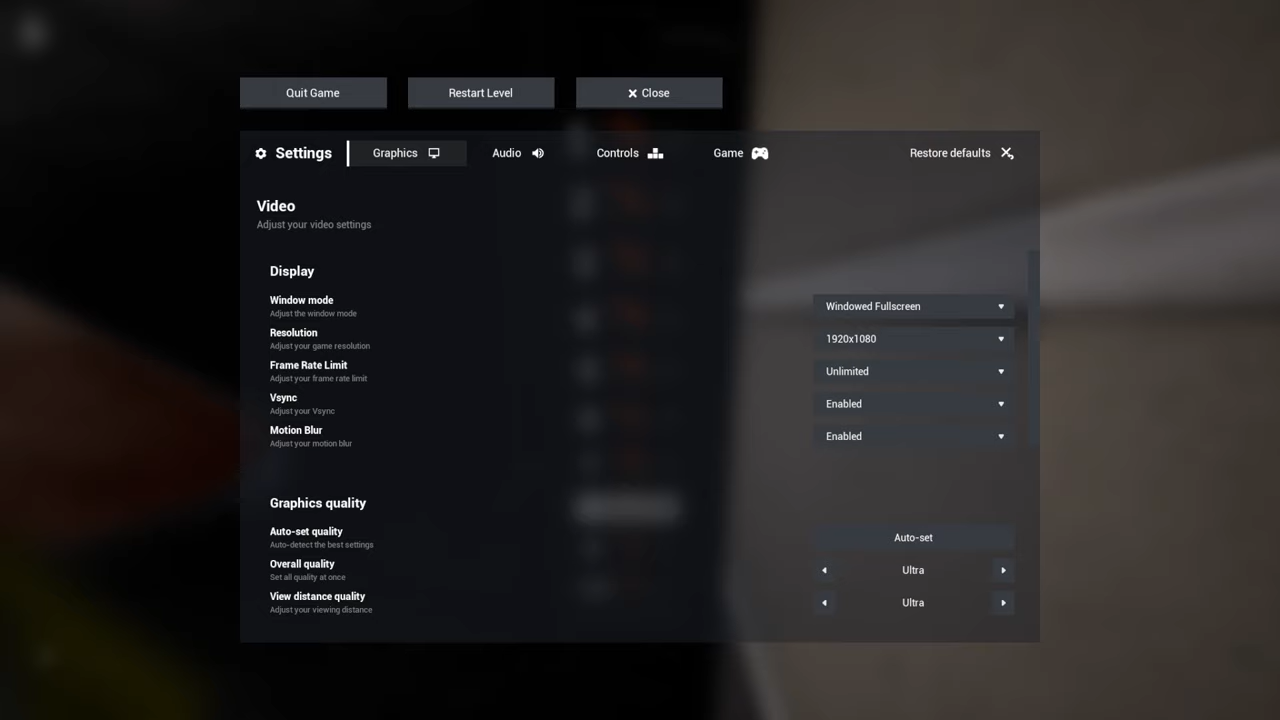 Quit Game
Restart Level
Close
Settings
Graphics
Audio
Controls
Game
Restore defaults
Video
Adjust your video settings
Display
Window mode
Adjust the window mode
Windowed Fullscreen
Resolution
Adjust your game resolution
1920x1080
Frame Rate Limit
Adjust your frame rate limit
Unlimited
Vsync
Adjust your Vsync
Enabled
Motion Blur
Adjust your motion blur
Enabled
Graphics quality
Auto-set quality
Auto-detect the best settings
Auto-set
Overall quality
Set all quality at once
Ultra
View distance quality
Adjust your viewing distance
Ultra